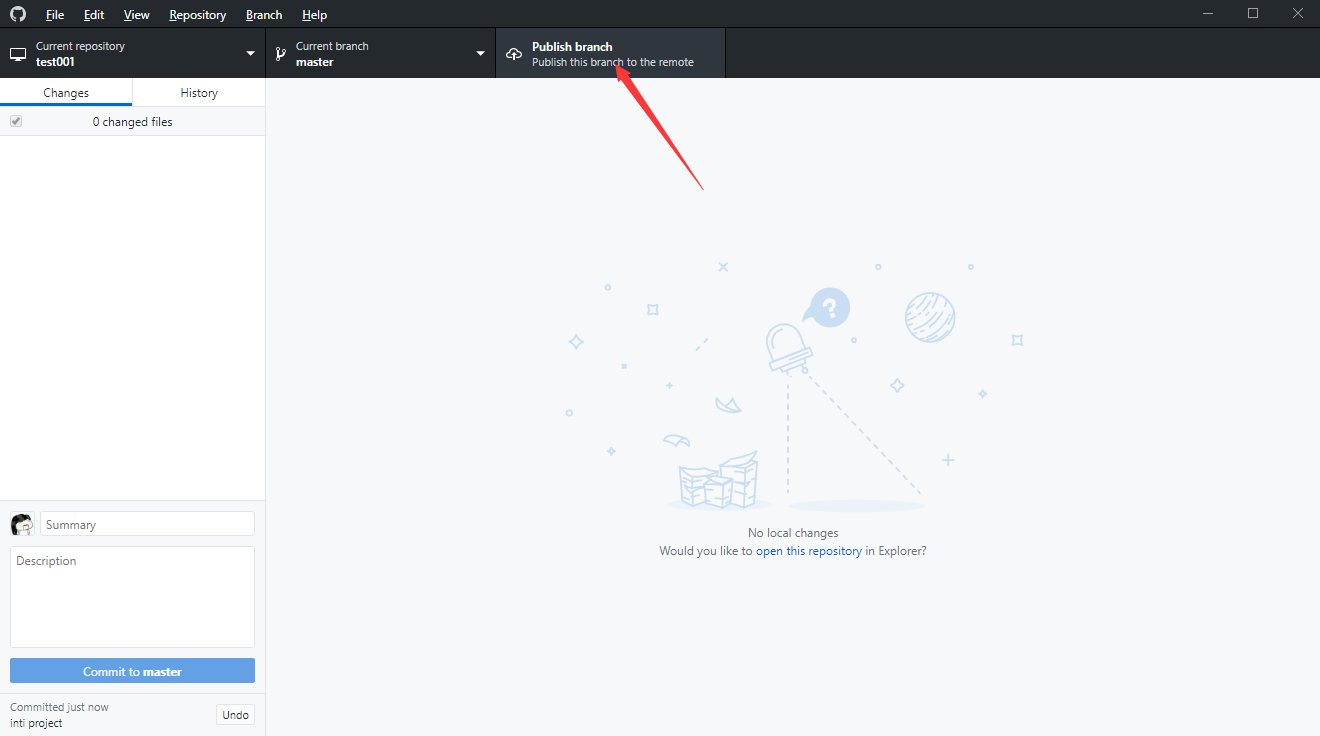 File Edit View Repository Branch Help
Current repository
test001
Current branch
master
Publish branch
Publish this branch to the remote
Changes History
0 changed files
?
No local changes
Would you like to open this repository in Explorer?
Summary
Description
Commit to master
Committed just now
inti project
Undo